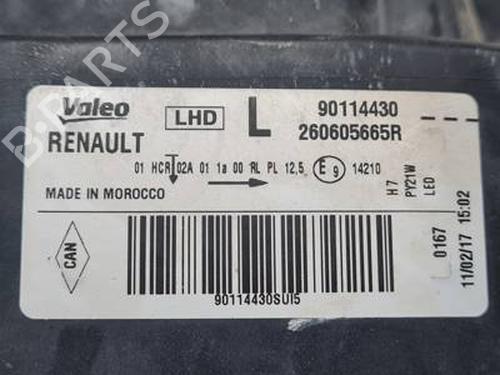 Valeo LHD L 90114430
RENAULT 260605665R
01 HCR 02A 01 1a 00 RL PL 12,5 E9 14210
MADE IN MOROCCO
H7
PY21W
LED
CAN
0167
11/02/17 15:02
90114430SUI5
B-PARTS